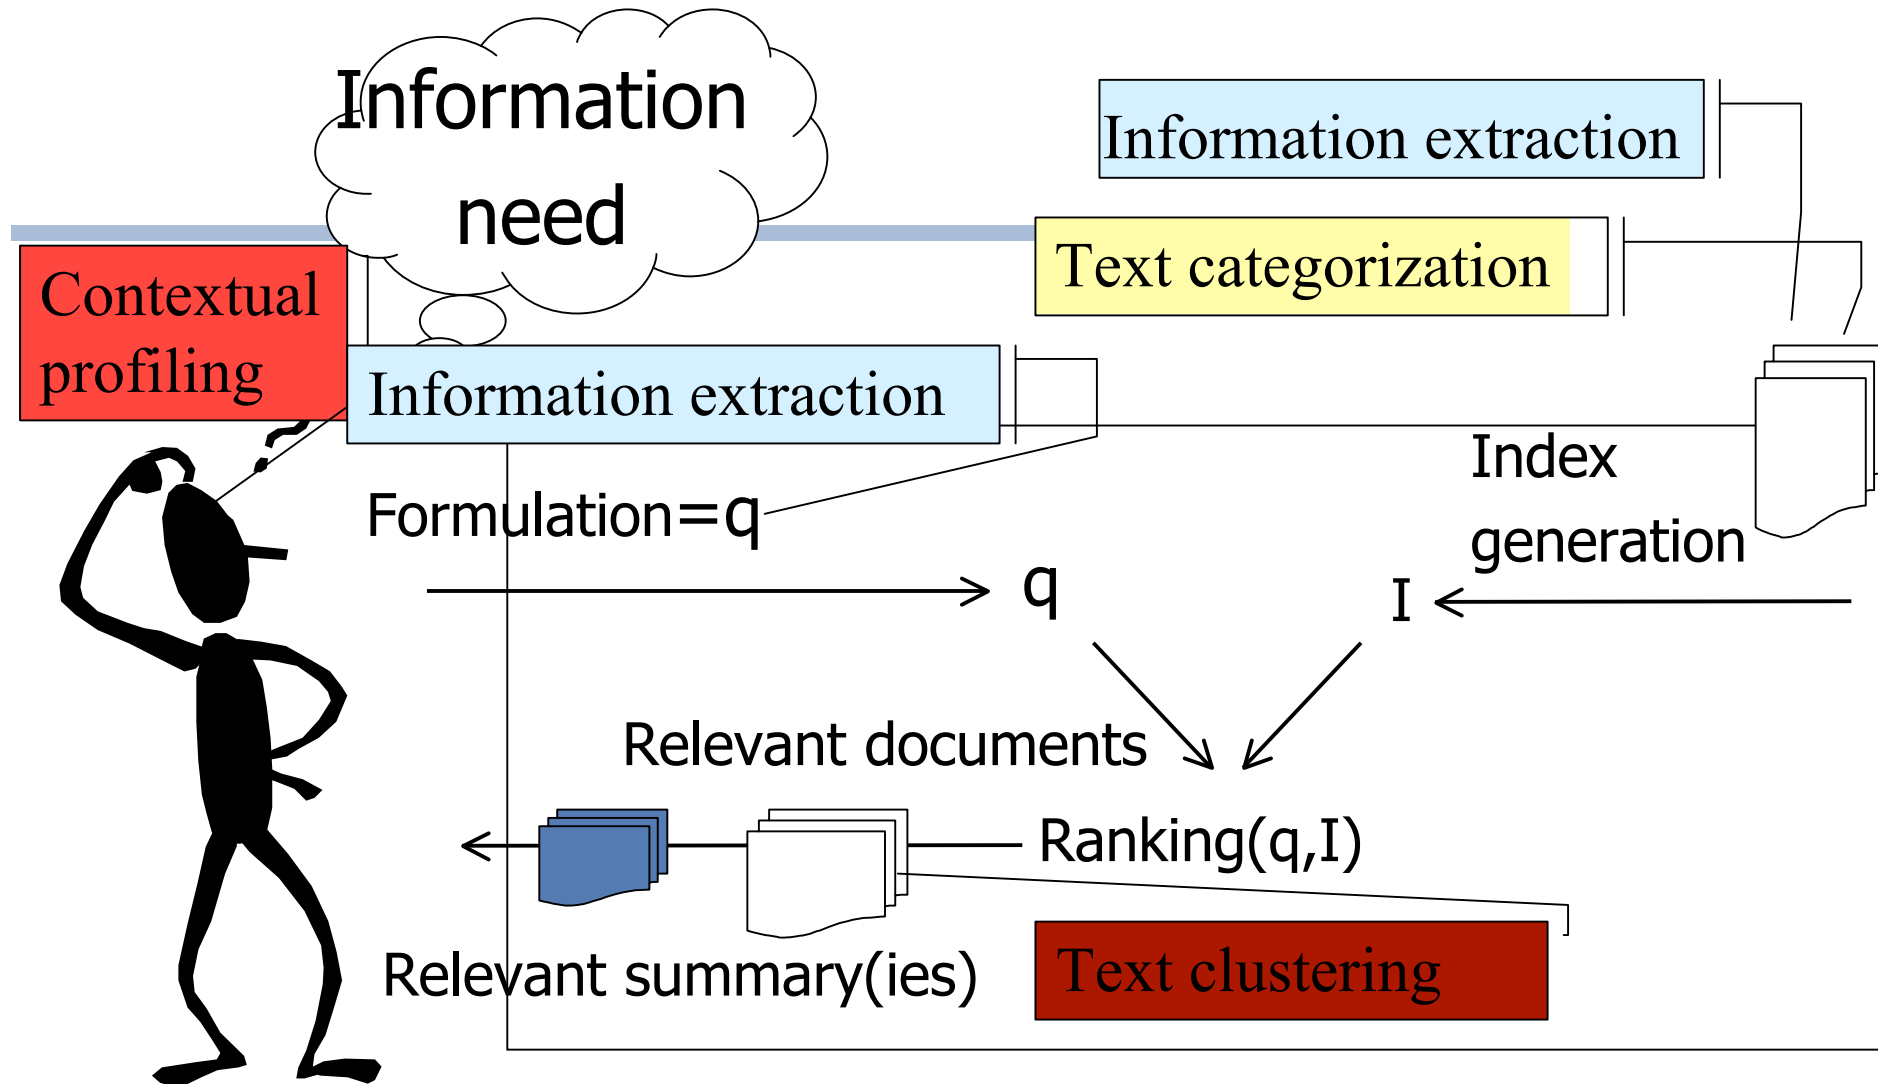 Information
need
Information extraction
Text categorization
Contextual
profiling
Information extraction
Index
generation
Formulation=q
q
I
Relevant documents
Ranking(q,I)
Relevant summary(ies)
Text clustering